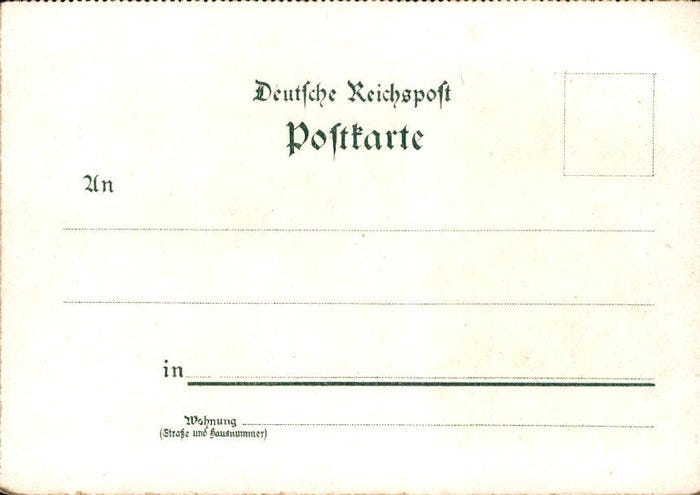 Deutſche Reichspoſt
Poſtkarte
An
in
Wohnung
(Straße und Hausnummer)